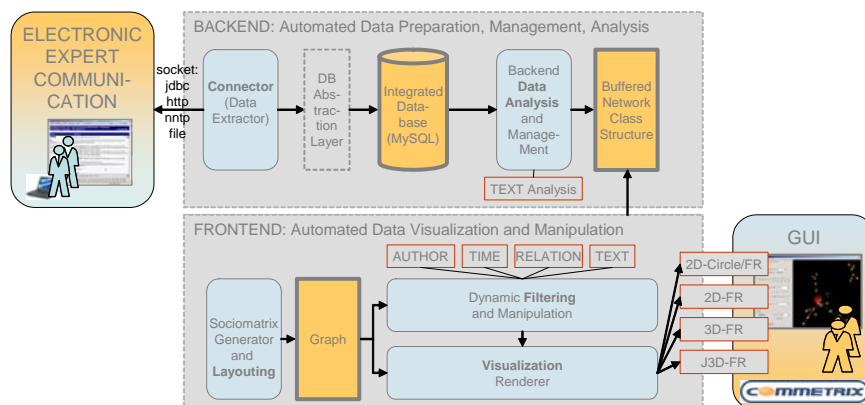 ELECTRONIC
EXPERT
COMMUNI-
CATION
socket:
jdbc
http
nntp
file
BACKEND: Automated Data Preparation, Management, Analysis
Connector
(Data
Extractor)
DB
Abs-
traction
Layer
Integrated
Data-
base
(MySQL)
Backend
Data
Analysis
and
Manage-
Ment
TEXT Analysis
Buffered
Network
Class
Structure
FRONTEND: Automated Data Visualization and Manipulation
AUTHOR
TIME
RELATION
TEXT
Sociomatrix
Generator
and
Layouting
Graph
Dynamic Filtering
and Manipulation
Visualization
Renderer
2D-Circle/FR
2D-FR
3D-FR
J3D-FR
GUI
COMMETRIX